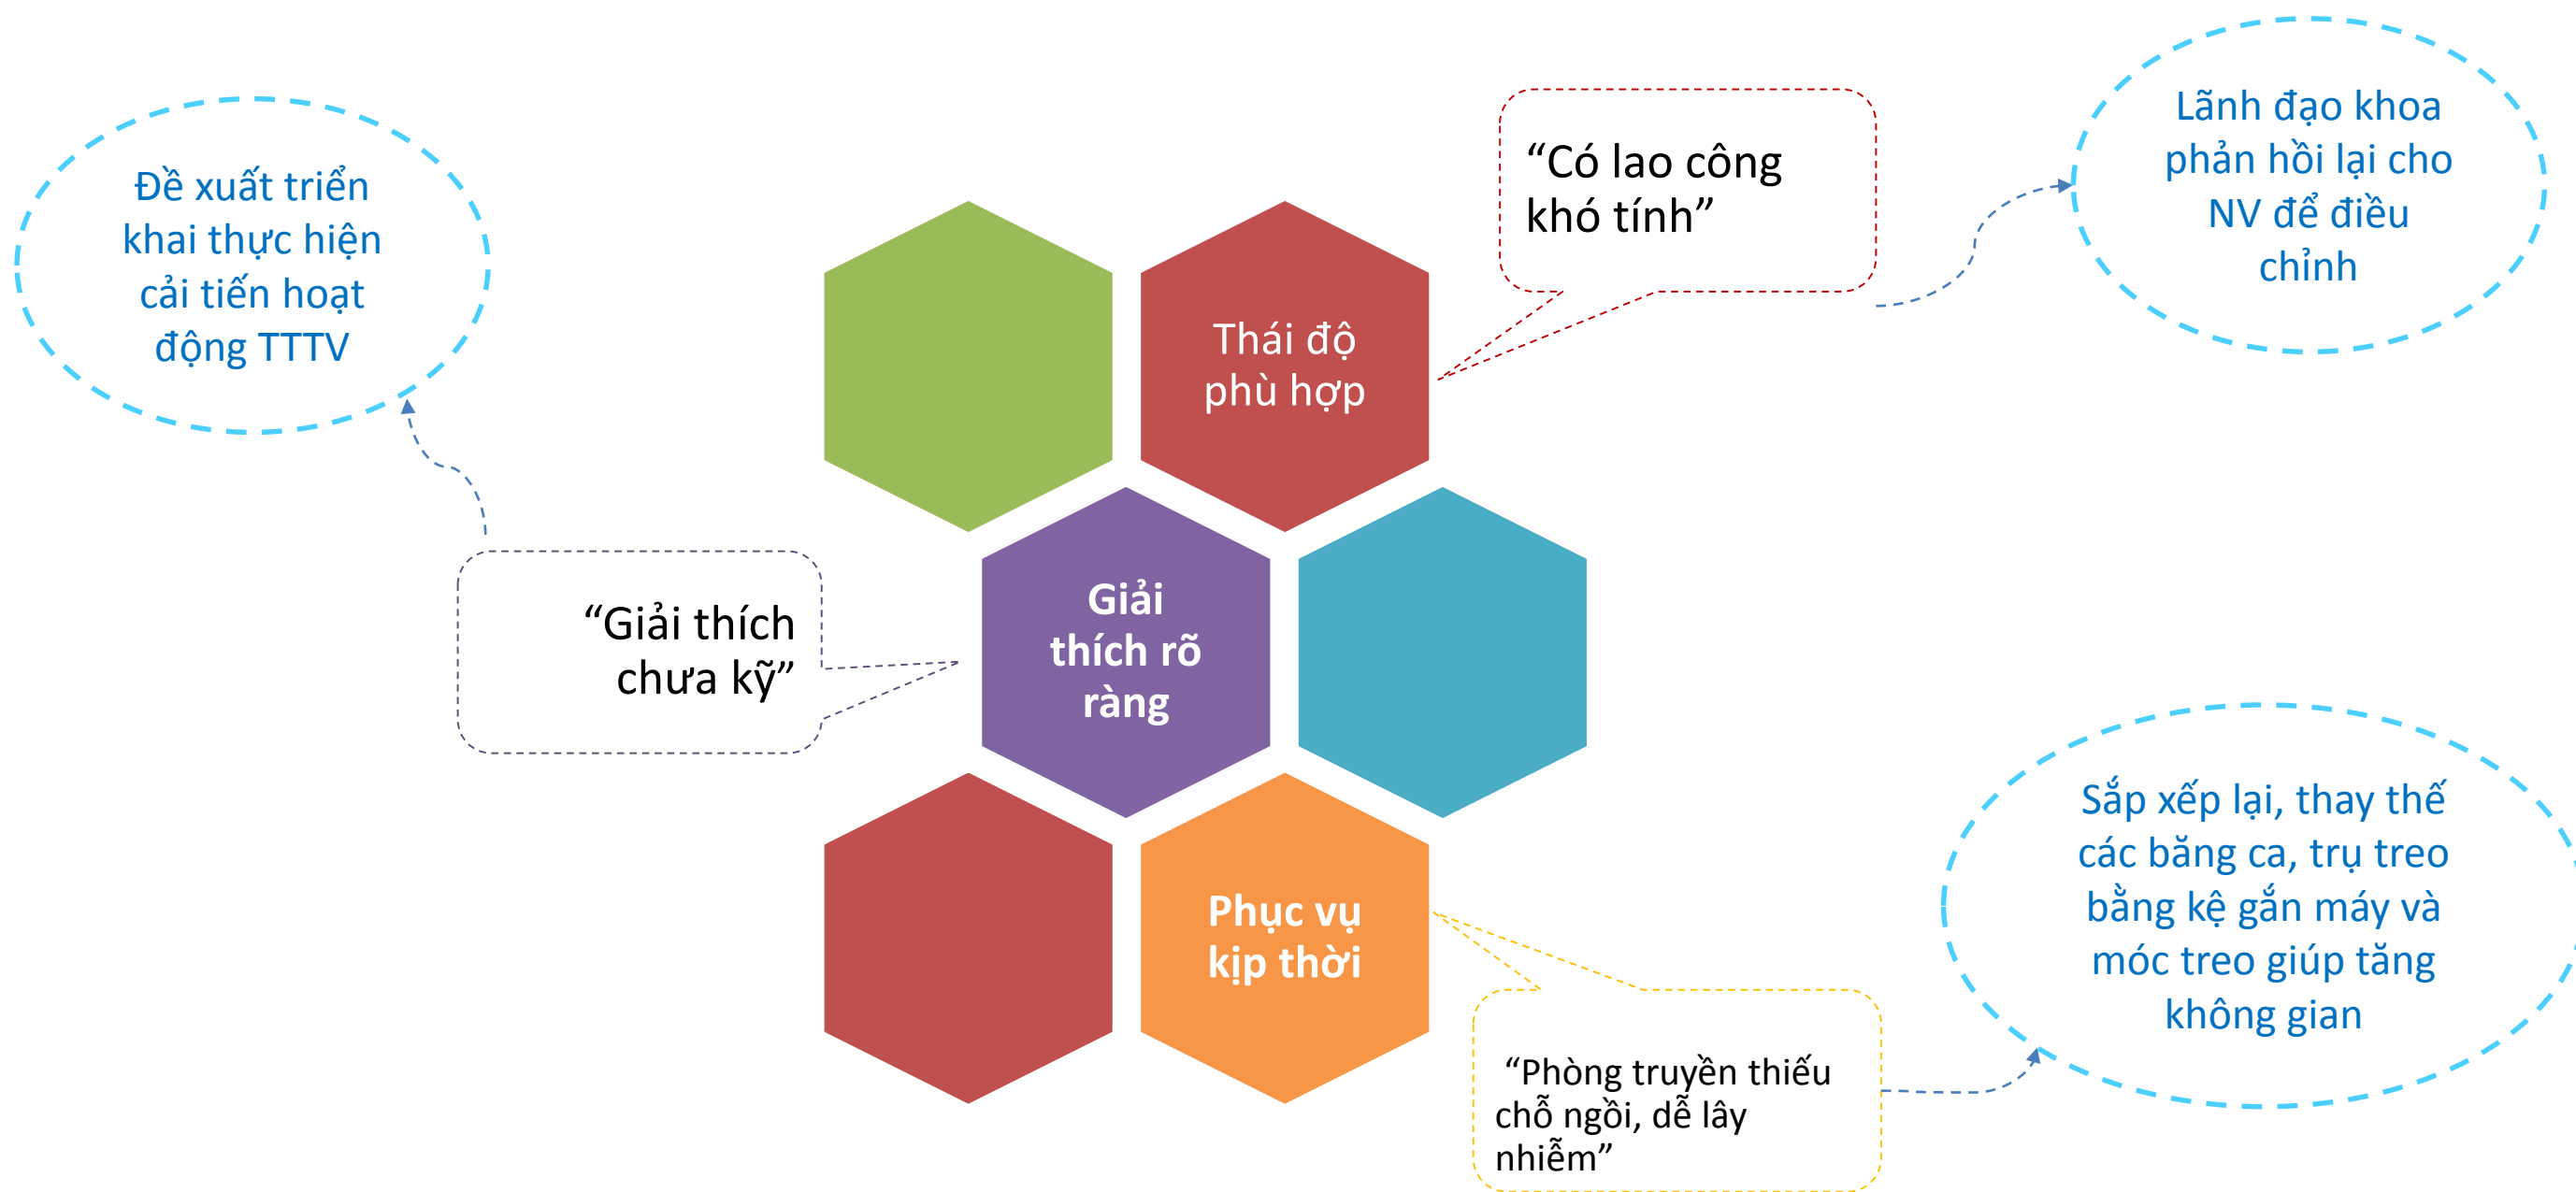 Đề xuất triển
khai thực hiện
cải tiến hoạt
động TTTV
“Có lao công
khó tính”
Lãnh đạo khoa
phản hồi lại cho
NV để điều
chỉnh
Thái độ
phù hợp
“Giải thích
chưa kỹ”
Giải
thích rõ
ràng
Phục vụ
kịp thời
“Phòng truyền thiếu
chỗ ngồi, dễ lây
nhiễm”
Sắp xếp lại, thay thế
các băng ca, trụ treo
bằng kệ gắn máy và
móc treo giúp tăng
không gian